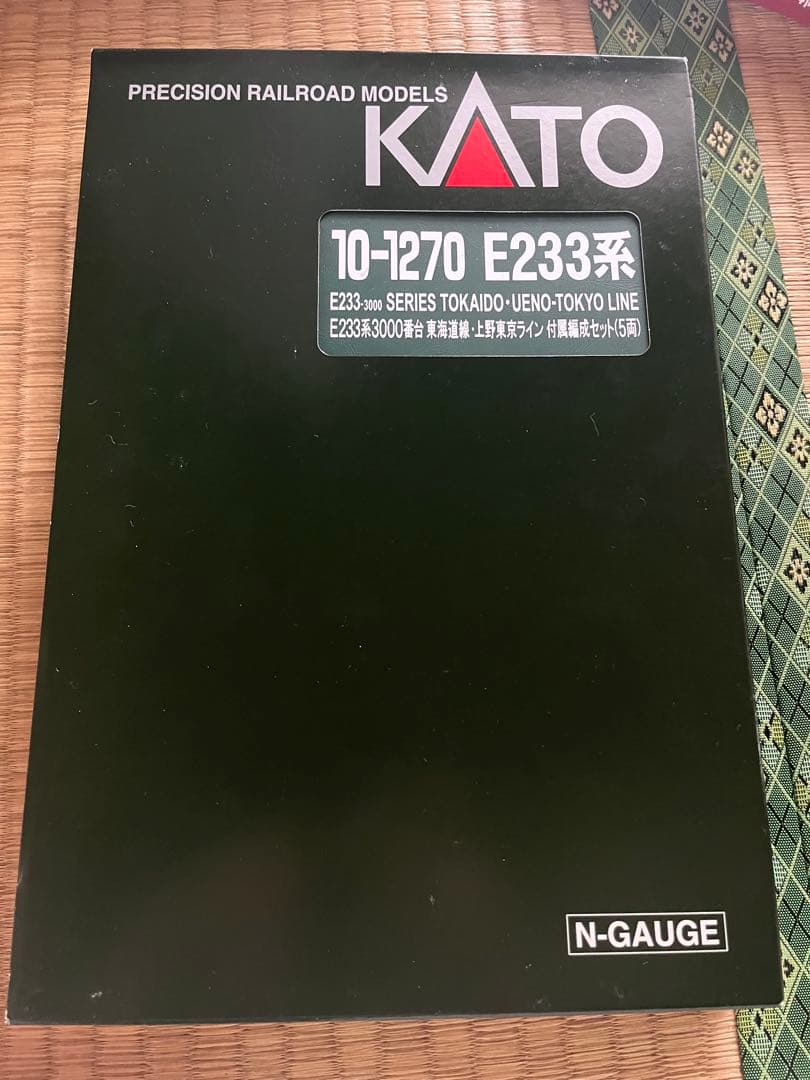 PRECISION RAILROAD MODELS
KATO
10-1270 E233系
E233-3000 SERIES TOKAIDO・UENO-TOKYO LINE
E233系3000番台 東海道線・上野東京ライン 付属編成セット(5両)
N-GAUGE